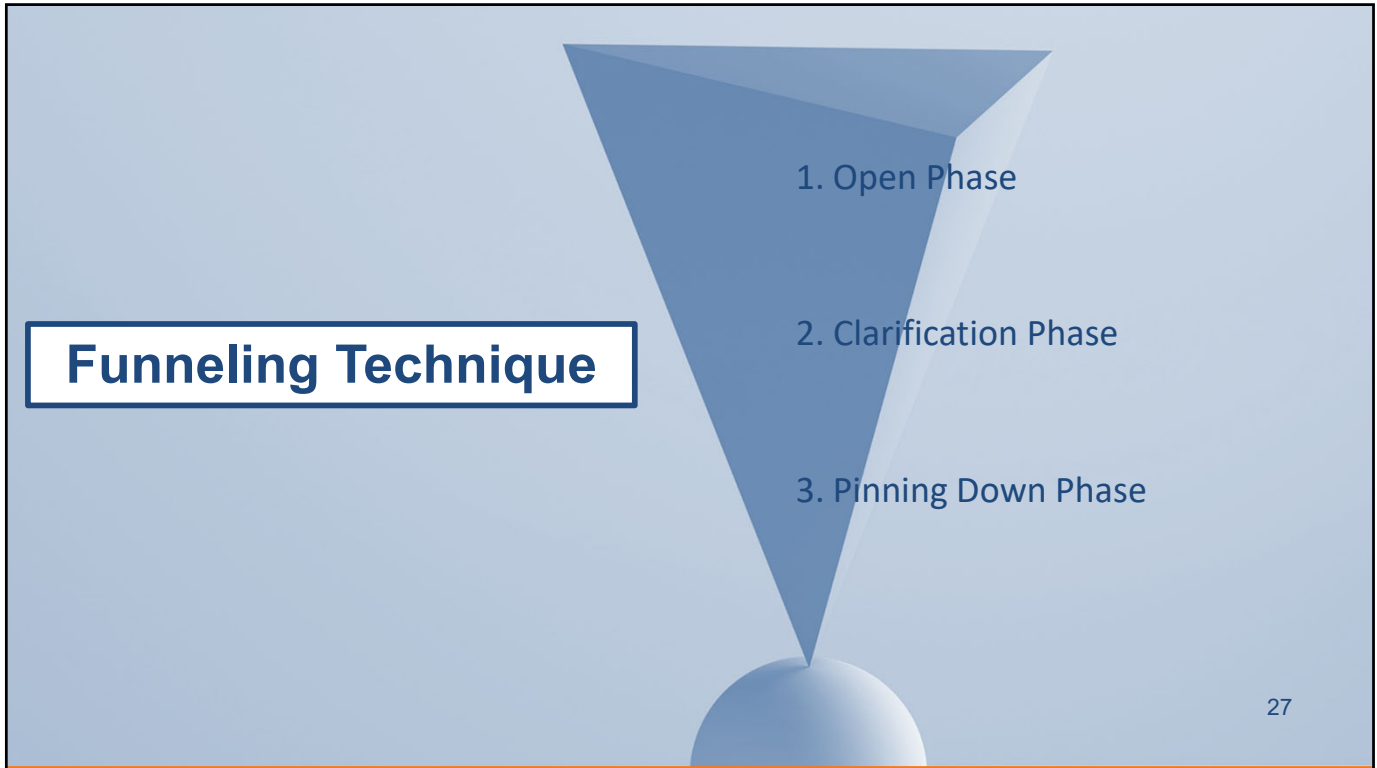 Funneling Technique
1. Open Phase
2. Clarification Phase
3. Pinning Down Phase
27